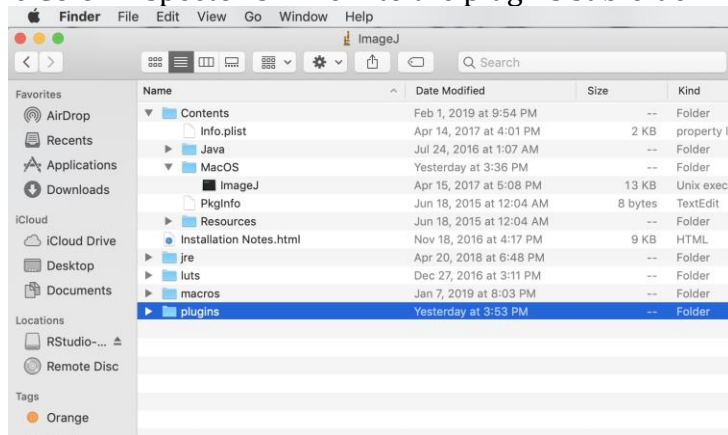 Finder File Edit View Go Window Help
ImageJ
Search
Favorites
AirDrop
Recents
Applications
Downloads
iCloud
iCloud Drive
Desktop
Documents
Locations
RStudio-...
Remote Disc
Tags
Orange
Name Date Modified Size Kind
Contents Feb 1, 2019 at 9:54 PM -- Folder
Info.plist Apr 14, 2017 at 4:01 PM 2 KB property l
Java Jul 24, 2016 at 1:07 AM -- Folder
MacOS Yesterday at 3:36 PM -- Folder
ImageJ Apr 15, 2017 at 5:08 PM 13 KB Unix exec
PkgInfo Jun 18, 2015 at 12:04 AM 8 bytes TextEdit
Resources Jun 18, 2015 at 12:04 AM -- Folder
Installation Notes.html Nov 18, 2016 at 4:17 PM 9 KB HTML
jre Apr 20, 2018 at 6:48 PM -- Folder
luts Dec 27, 2016 at 3:11 PM -- Folder
macros Jan 7, 2019 at 8:03 PM -- Folder
plugins Yesterday at 3:53 PM -- Folder